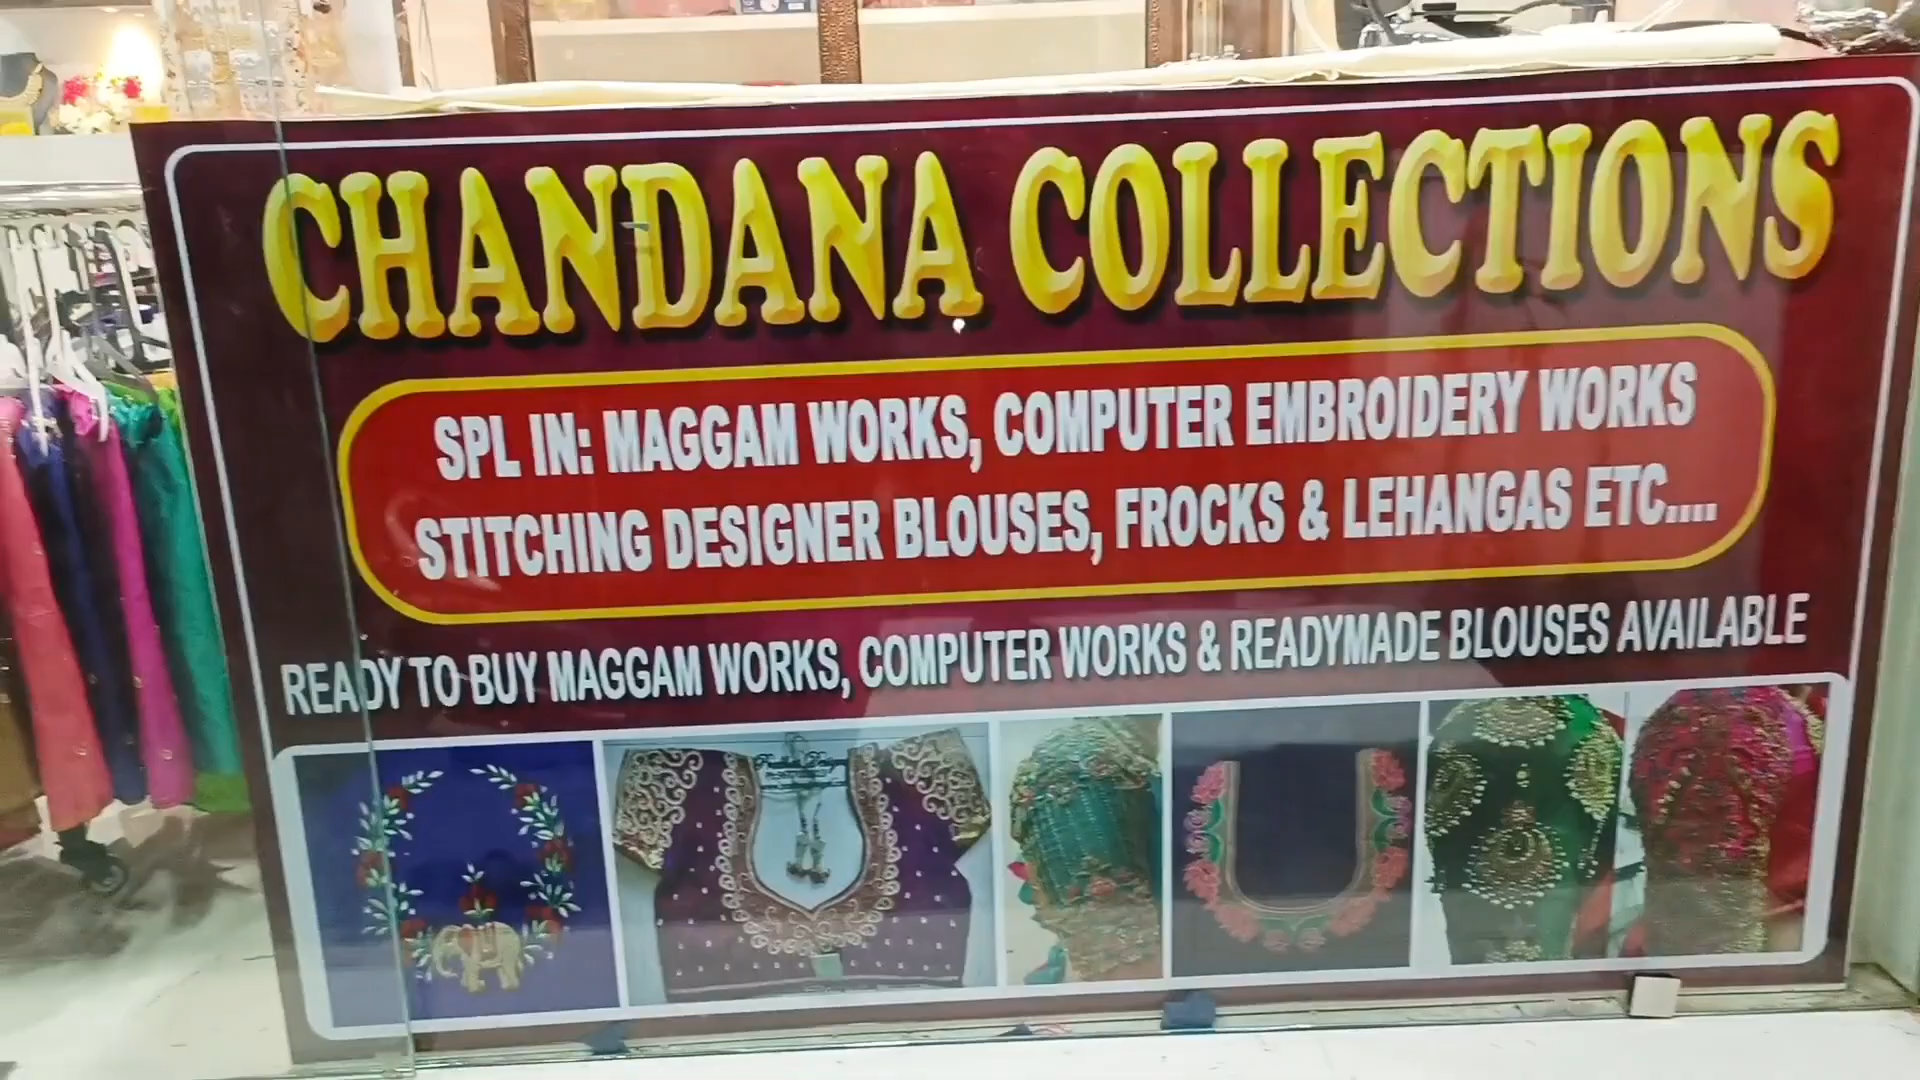 CHANDANA COLLECTIONS
SPL IN: MAGGAM WORKS, COMPUTER EMBROIDERY WORKS
STITCHING DESIGNER BLOUSES, FROCKS & LEHANGAS ETC....
READY TO BUY MAGGAM WORKS, COMPUTER WORKS & READYMADE BLOUSES AVAILABLE